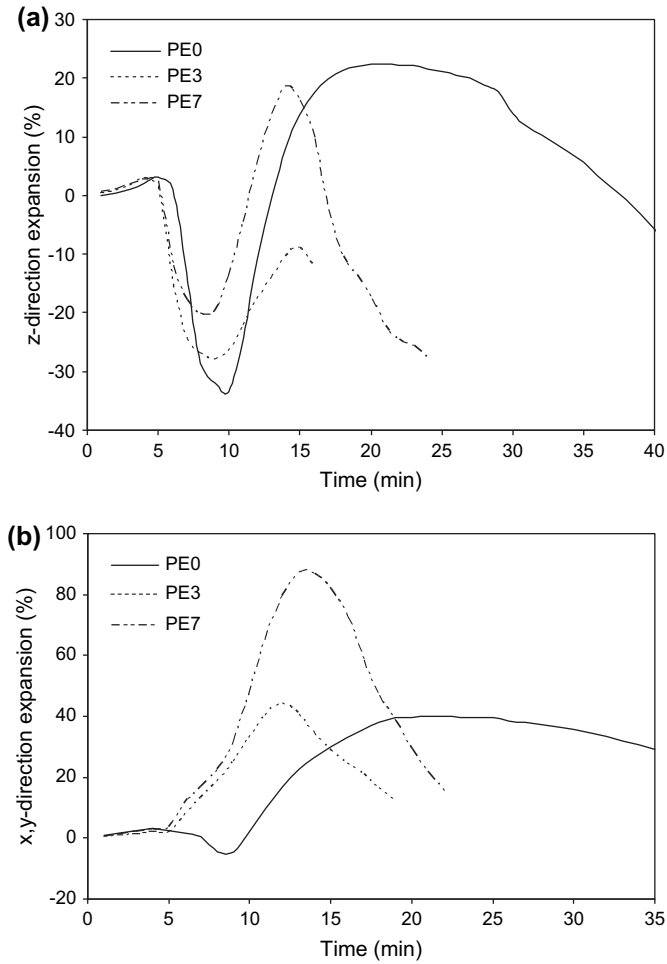 (a)
30
20
10
0
-10
-20
-30
-40
z-direction expansion (%)
PE0
PE3
PE7
0 5 10 15 20 25 30 35 40
Time (min)
(b)
100
80
60
40
20
0
-20
x,y-direction expansion (%)
PE0
PE3
PE7
0 5 10 15 20 25 30 35
Time (min)